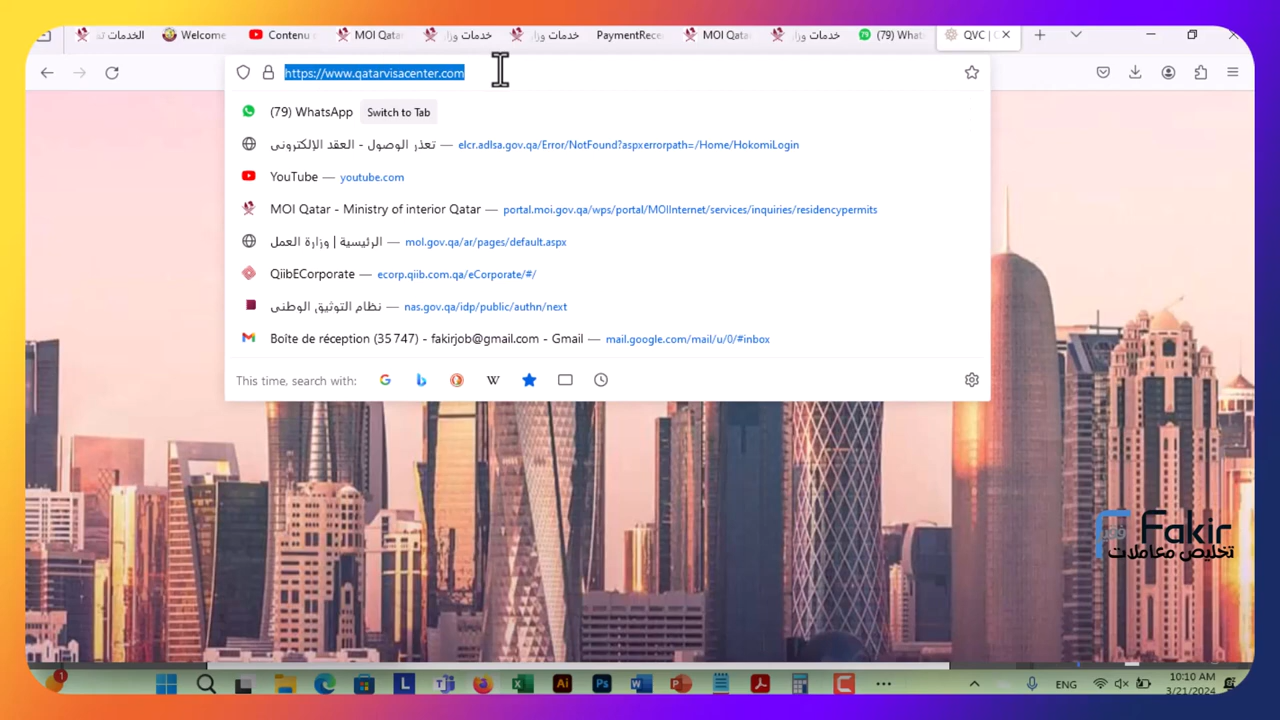 الخدمات تد
Welcome
Contenu
MOI Qata
خدمات وزار
خدمات وزار
PaymentRece
MOI Qata
خدمات وزار
(79) What
QVC | C
https://www.qatarvisacenter.com
(79) WhatsApp Switch to Tab
تعذر الوصول - العقد الإلكتروني — elcr.adlsa.gov.qa/Error/NotFound?aspxerrorpath=/Home/HokomiLogin
YouTube — youtube.com
MOI Qatar - Ministry of interior Qatar — portal.moi.gov.qa/wps/portal/MOIInternet/services/inquiries/residencypermits
الرئيسية | وزارة العمل — mol.gov.qa/ar/pages/default.aspx
QiibECorporate — ecorp.qiib.com.qa/eCorporate/#/
نظام التوثيق الوطني — nas.gov.qa/idp/public/authn/next
Boîte de réception (35 747) - fakirjob@gmail.com - Gmail — mail.google.com/mail/u/0/#inbox
This time, search with:
Fakir
تخليص معاملات
ENG
10:10 AM
3/21/2024